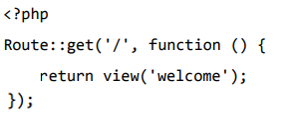 <?php
Route::get('/', function () {
    return view('welcome');
});